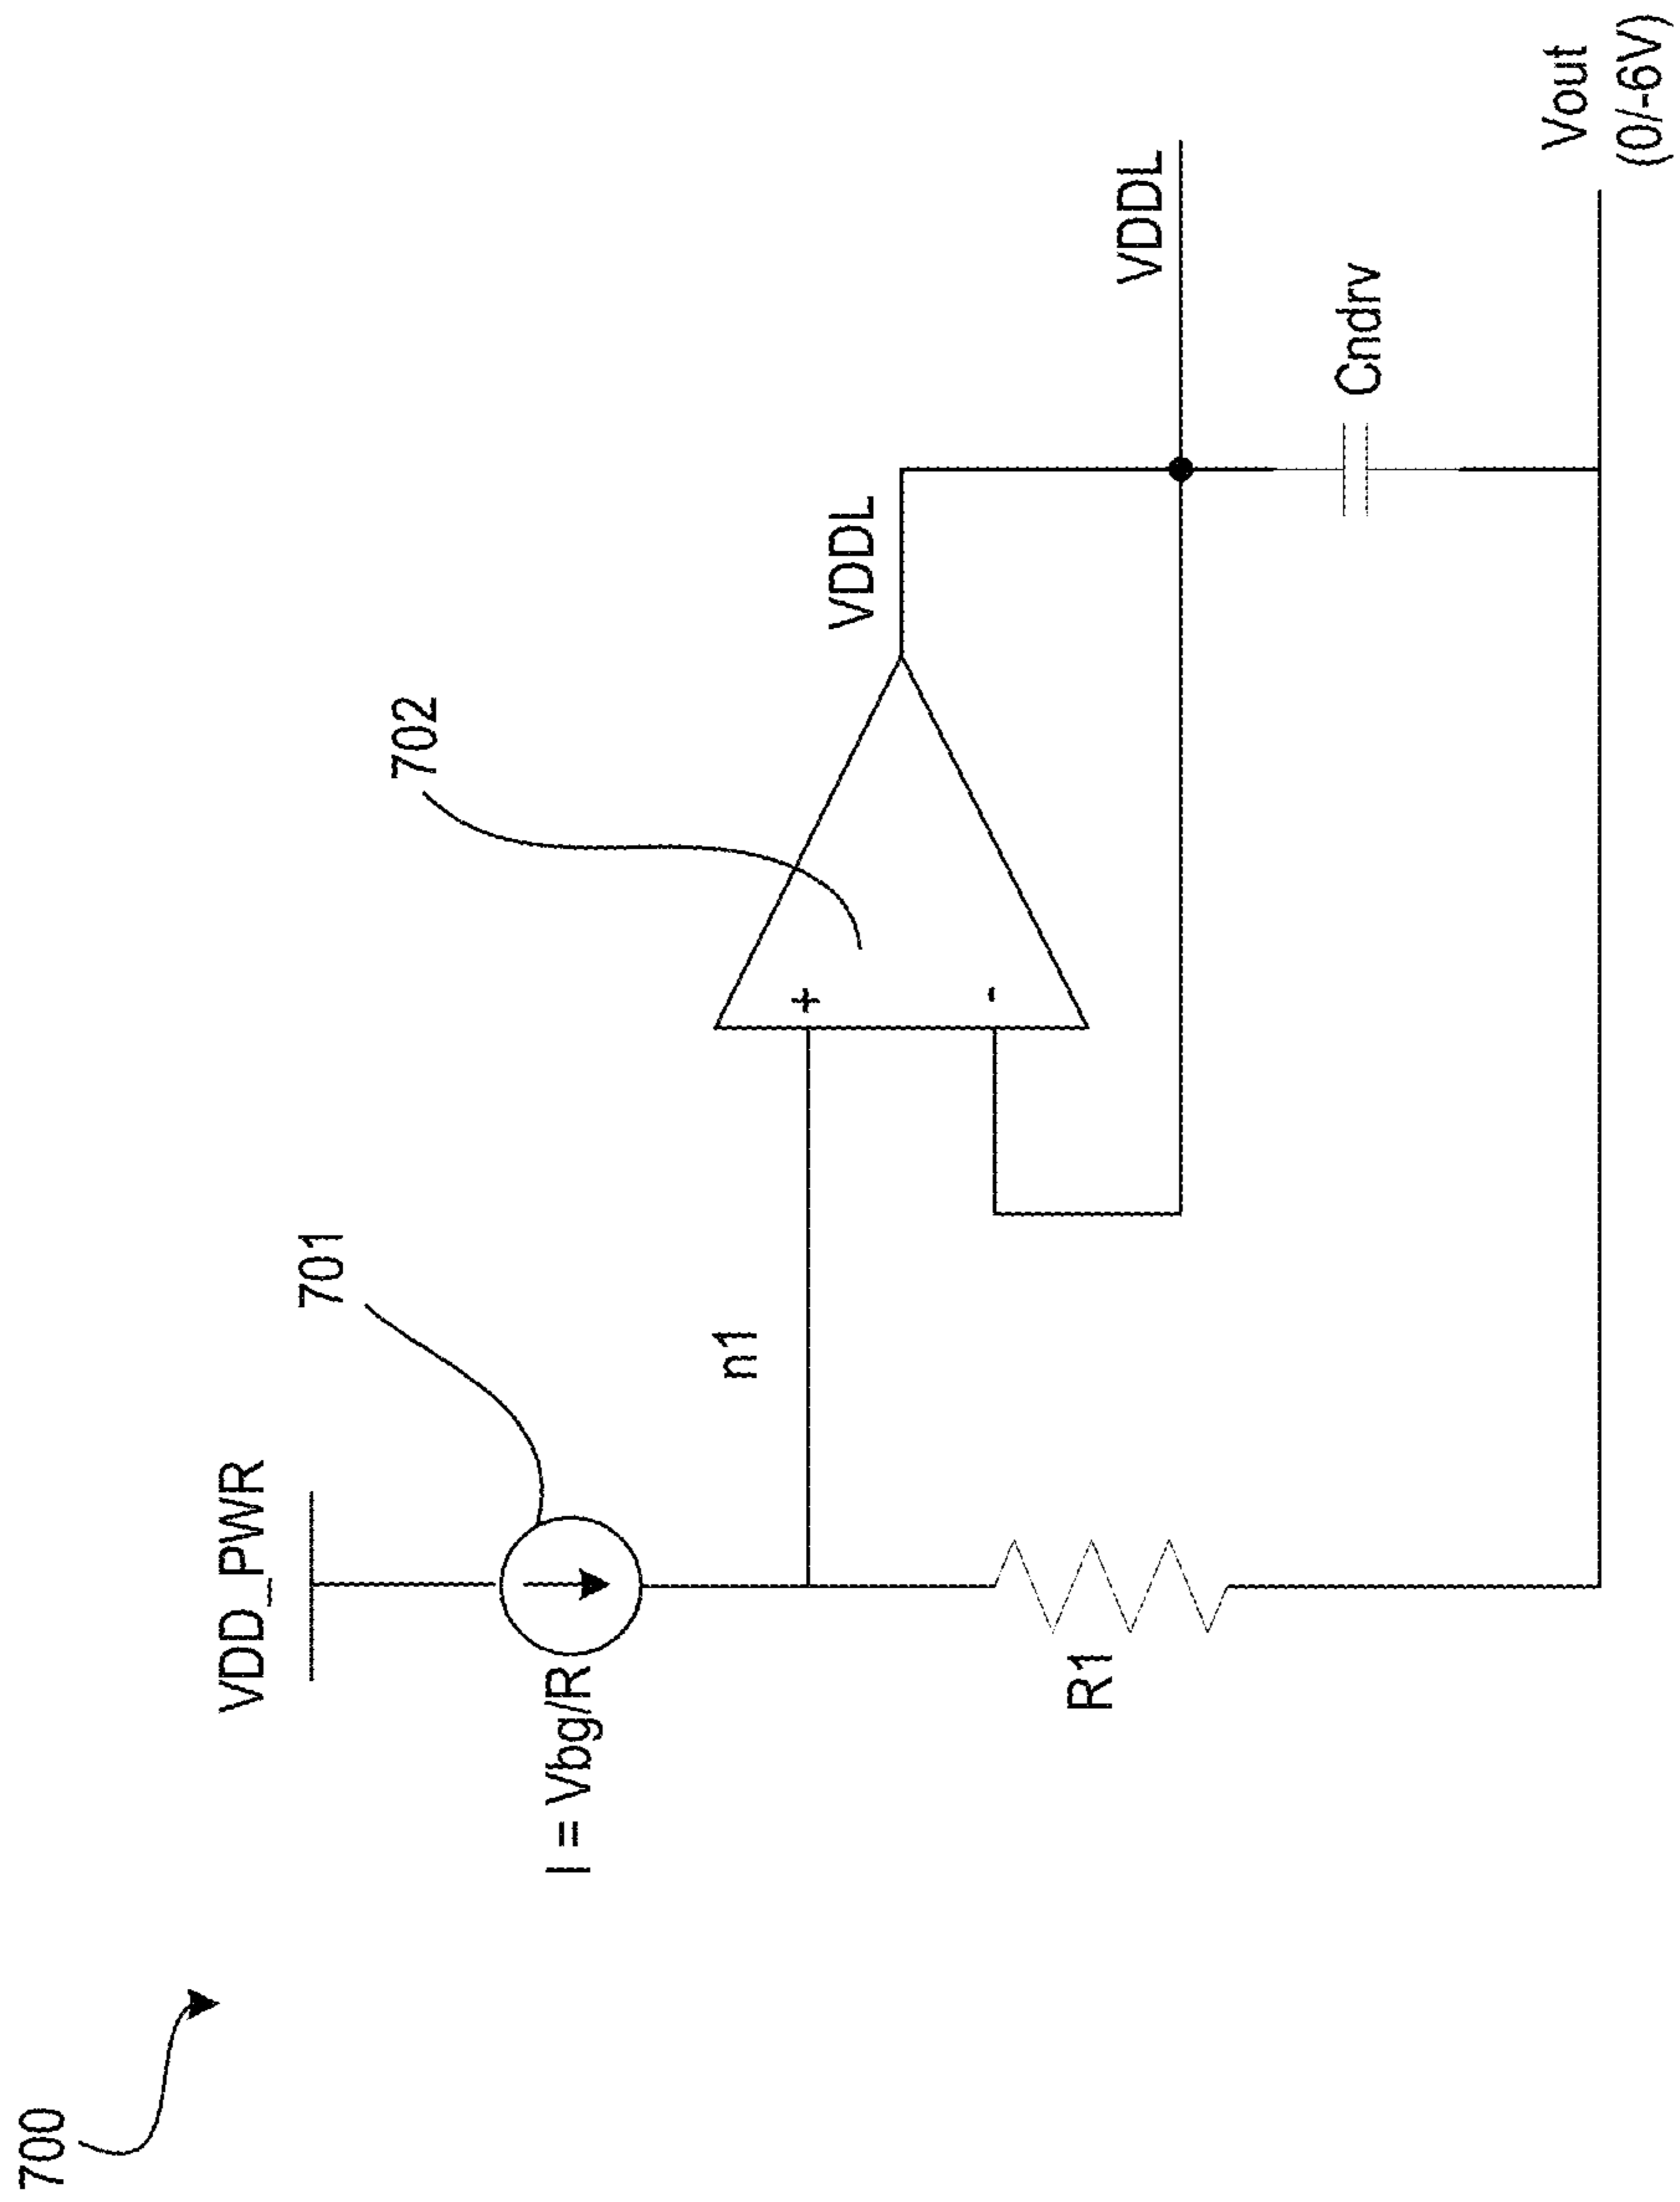 700
VDD_PWR
701
I = Vbg/R
702
n1
+
-
VDDL
R1
VDDL
Cndrv
Vout
(0/-6V)